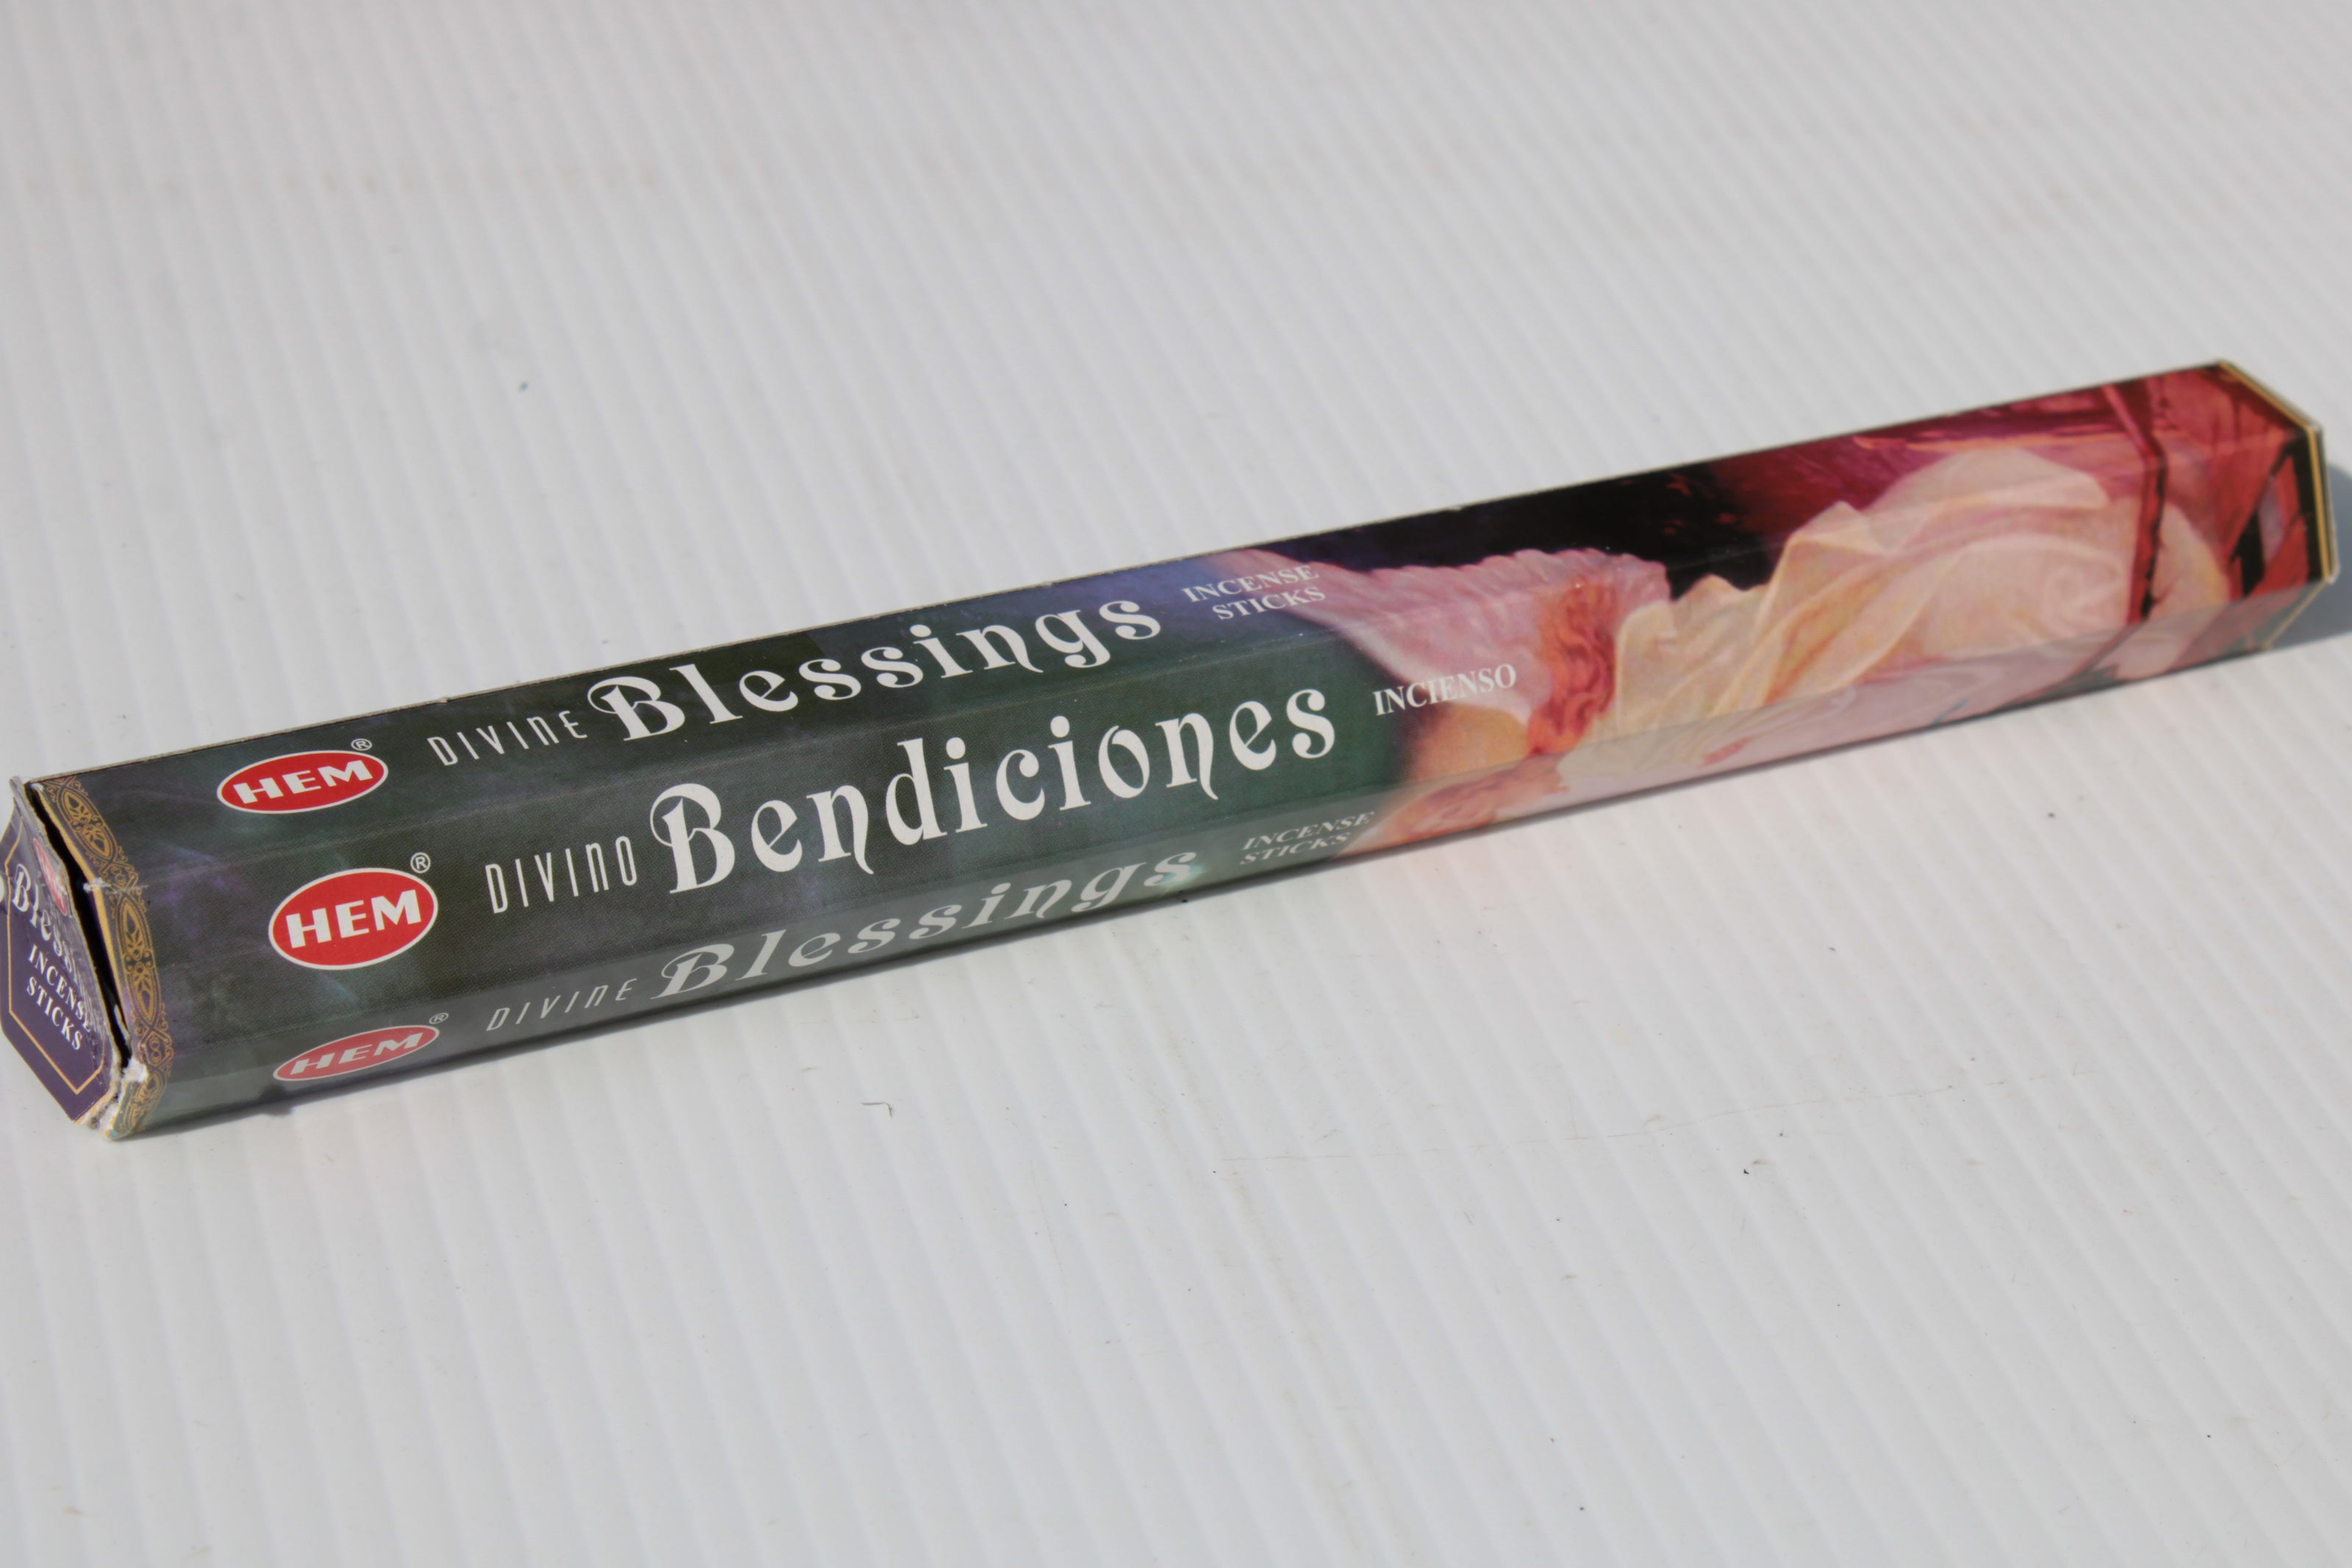 HEM® DIVINE Blessings INCENSE
STICKS
HEM® DIVINO Bendiciones INCIENSO
HEM® DIVINE Blessings INCENSE
STICKS
INCENSE
STICKS